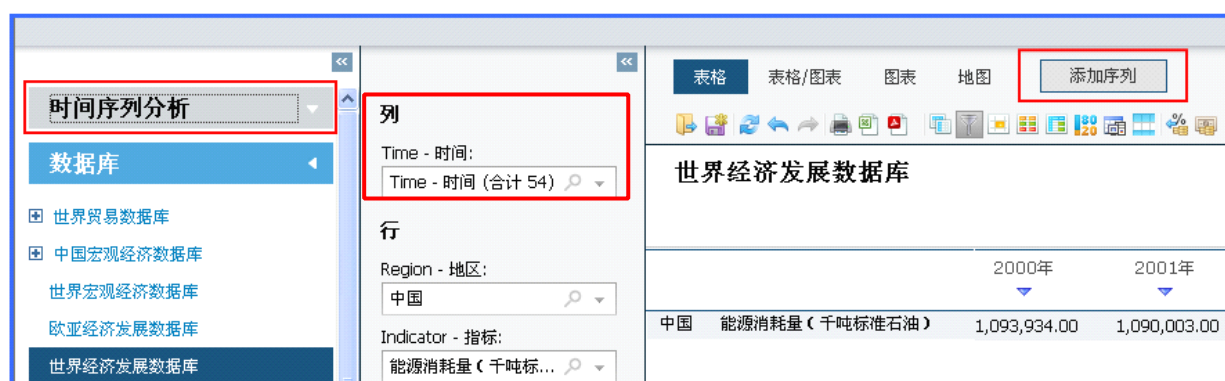 时间序列分析
数据库
世界贸易数据库
中国宏观经济数据库
世界宏观经济数据库
欧亚经济发展数据库
世界经济发展数据库
列
Time - 时间:
Time - 时间 (合计 54)
行
Region - 地区:
中国
Indicator - 指标:
能源消耗量（千吨标...
表格 表格/图表 图表 地图 添加序列
世界经济发展数据库
2000年 2001年
中国 能源消耗量（千吨标准石油） 1,093,934.00 1,090,003.00